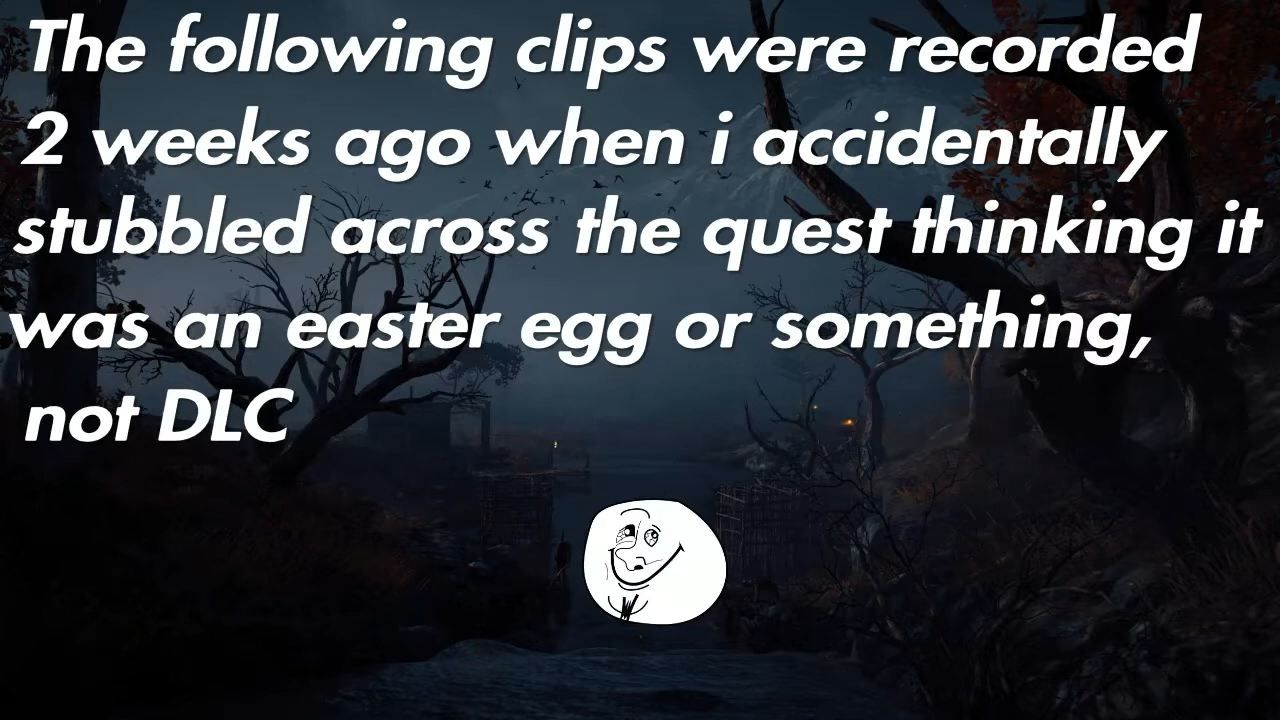 The following clips were recorded
2 weeks ago when i accidentally
stubbled across the quest thinking it
was an easter egg or something,
not DLC